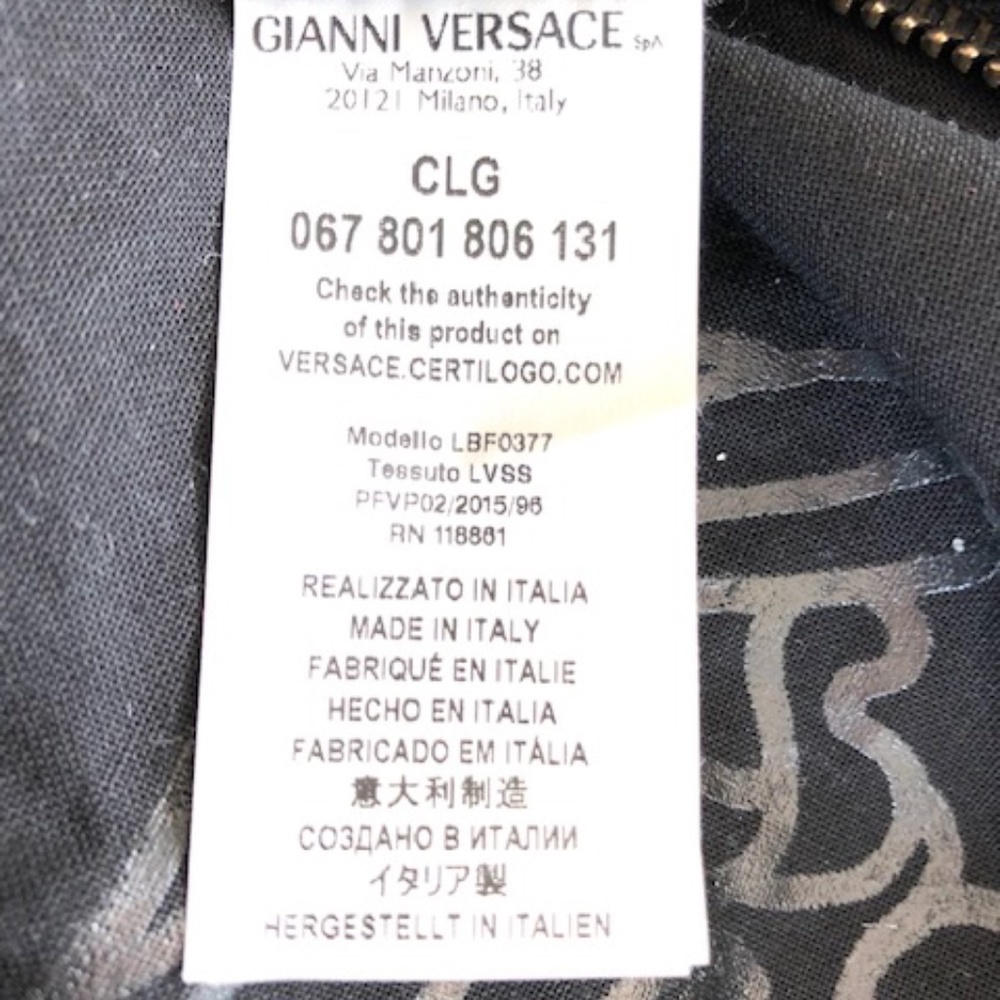 GIANNI VERSACE SpA
Via Manzoni, 38
20121 Milano, Italy
CLG
067 801 806 131
Check the authenticity
of this product on
VERSACE.CERTILOGO.COM
Modello LBF0377
Tessuto LVSS
PFVP02/2015/96
RN 118861
REALIZZATO IN ITALIA
MADE IN ITALY
FABRIQUÉ EN ITALIE
HECHO EN ITALIA
FABRICADO EM ITÁLIA
意大利制造
СОЗДАНО В ИТАЛИИ
イタリア製
HERGESTELLT IN ITALIEN